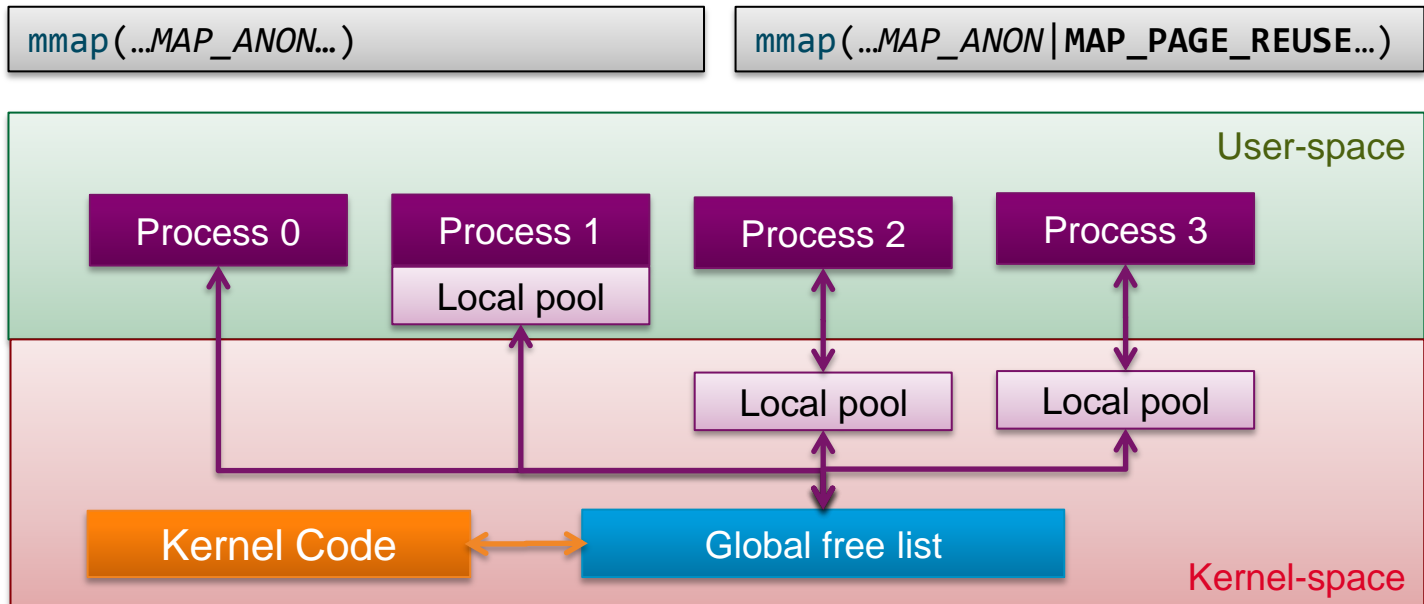 mmap(…MAP_ANON…)
mmap(…MAP_ANON|MAP_PAGE_REUSE…)
User-space
Process 0
Process 1
Process 2
Process 3
Local pool
Local pool
Local pool
Kernel Code
Global free list
Kernel-space